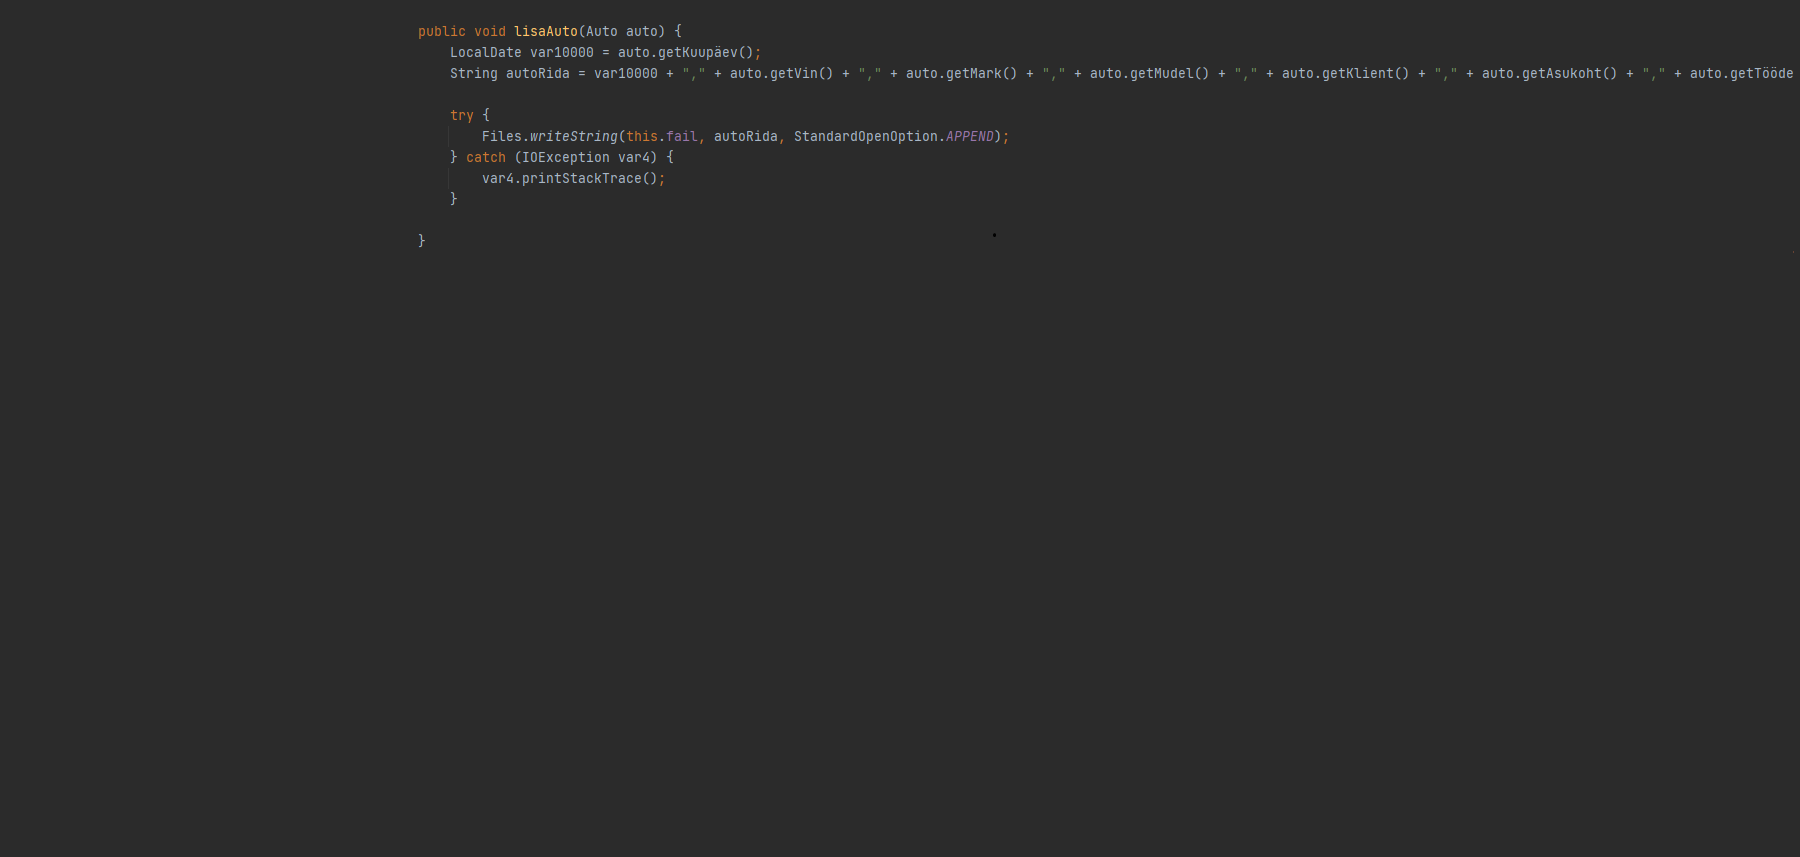 public void lisaAuto(Auto auto) {
LocalDate var10000 = auto.getKuupäev();
String autoRida = var10000 + "," + auto.getVin() + "," + auto.getMark() + "," + auto.getMudel() + "," + auto.getKlient() + "," + auto.getAsukoht() + "," + auto.getTööde
try {
Files.writeString(this.fail, autoRida, StandardOpenOption.APPEND);
} catch (IOException var4) {
var4.printStackTrace();
}
}